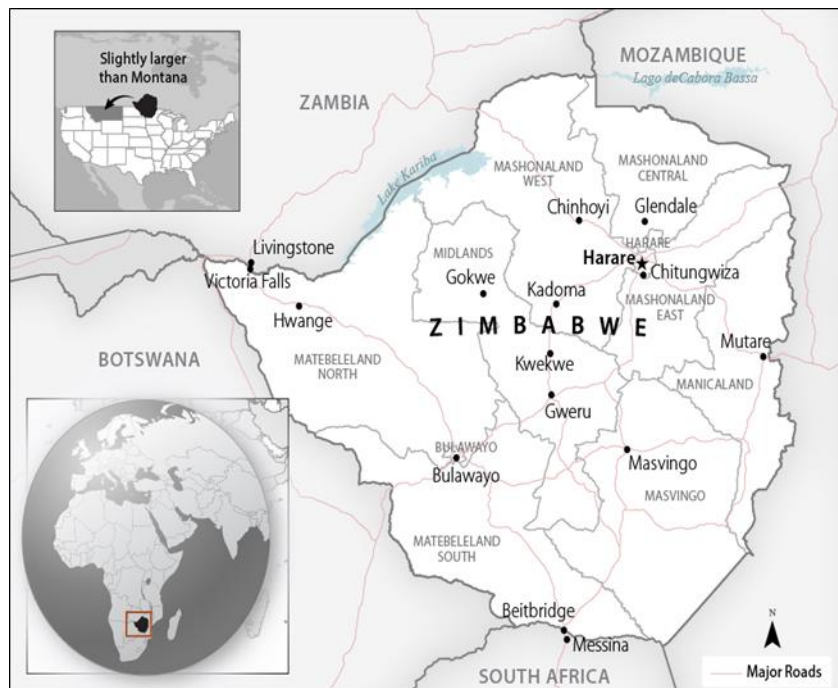 Slightly larger
than Montana
MOZAMBIQUE
Lago deCabora Bassa
ZAMBIA
Lake Kariba
MASHONALAND
WEST
MASHONALAND
CENTRAL
Chinhoyi
Glendale
HARARE
Harare
Chitungwiza
Livingstone
Victoria Falls
MIDLANDS
Gokwe
Kadoma
MASHONALAND
EAST
Hwange
ZIMBABWE
BOTSWANA
MATEBELELAND
NORTH
Kwekwe
Mutare
MANICALAND
Gweru
BULAWAYO
Bulawayo
Masvingo
MASVINGO
MATEBELELAND
SOUTH
Beitbridge
Messina
SOUTH AFRICA
N
Major Roads